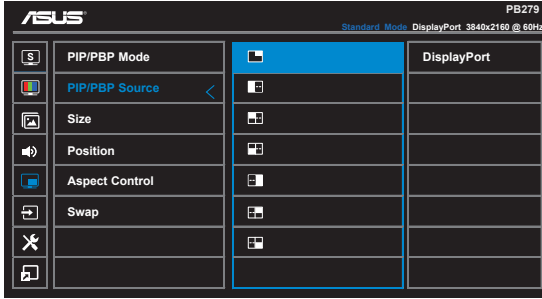 ASUS
PB279
Standard Mode DisplayPort 3840x2160 @ 60Hz
S
PIP/PBP Mode
DisplayPort
PIP/PBP Source
Size
Position
Aspect Control
Swap